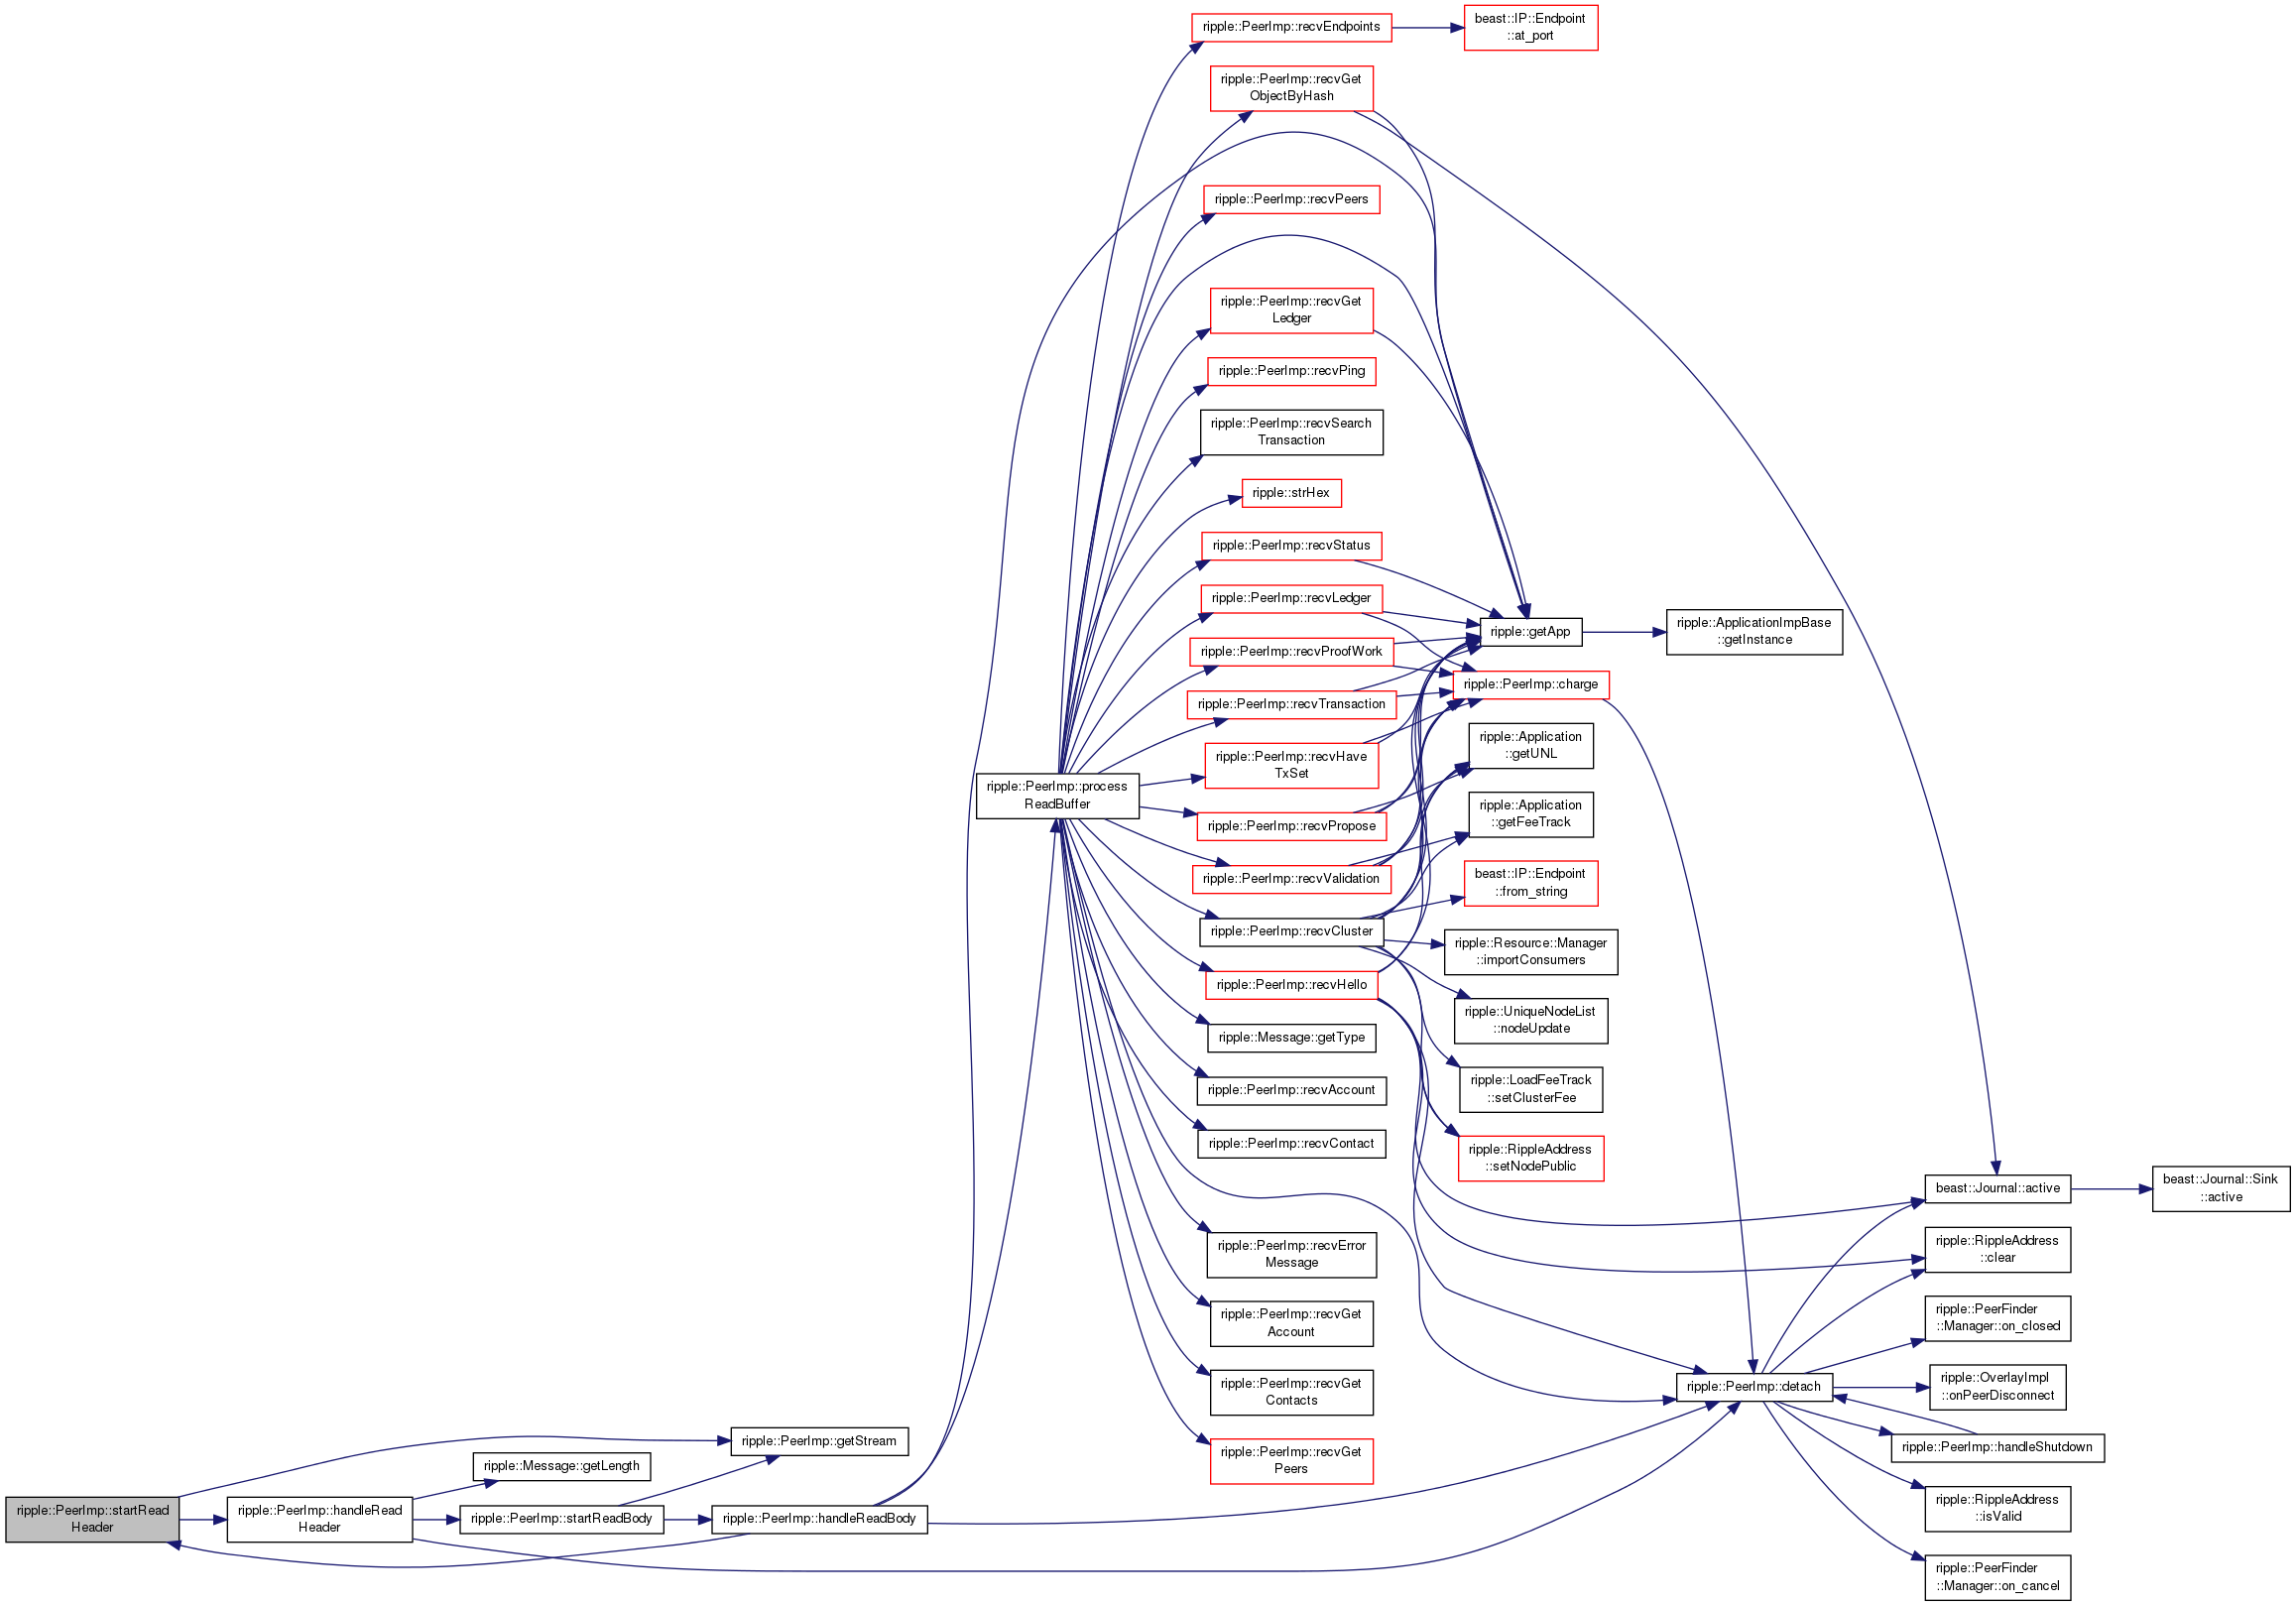 ripple::PeerImp::startRead
Header
ripple::PeerImp::handleRead
Header
ripple::Message::getLength
ripple::PeerImp::startReadBody
ripple::PeerImp::getStream
ripple::PeerImp::handleReadBody
ripple::PeerImp::process
ReadBuffer
ripple::PeerImp::recvEndpoints
ripple::PeerImp::recvGet
ObjectByHash
ripple::PeerImp::recvPeers
ripple::PeerImp::recvGet
Ledger
ripple::PeerImp::recvPing
ripple::PeerImp::recvSearch
Transaction
ripple::strHex
ripple::PeerImp::recvStatus
ripple::PeerImp::recvLedger
ripple::PeerImp::recvProofWork
ripple::PeerImp::recvTransaction
ripple::PeerImp::recvHave
TxSet
ripple::PeerImp::recvPropose
ripple::PeerImp::recvValidation
ripple::PeerImp::recvCluster
ripple::PeerImp::recvHello
ripple::Message::getType
ripple::PeerImp::recvAccount
ripple::PeerImp::recvContact
ripple::PeerImp::recvError
Message
ripple::PeerImp::recvGet
Account
ripple::PeerImp::recvGet
Contacts
ripple::PeerImp::recvGet
Peers
beast::IP::Endpoint
::at_port
ripple::getApp
ripple::PeerImp::charge
ripple::Application
::getUNL
ripple::Application
::getFeeTrack
beast::IP::Endpoint
::from_string
ripple::Resource::Manager
::importConsumers
ripple::UniqueNodeList
::nodeUpdate
ripple::LoadFeeTrack
::setClusterFee
ripple::RippleAddress
::setNodePublic
ripple::ApplicationImpBase
::getInstance
ripple::PeerImp::detach
beast::Journal::active
ripple::RippleAddress
::clear
ripple::PeerFinder
::Manager::on_closed
ripple::OverlayImpl
::onPeerDisconnect
ripple::PeerImp::handleShutdown
ripple::RippleAddress
::isValid
ripple::PeerFinder
::Manager::on_cancel
beast::Journal::Sink
::active